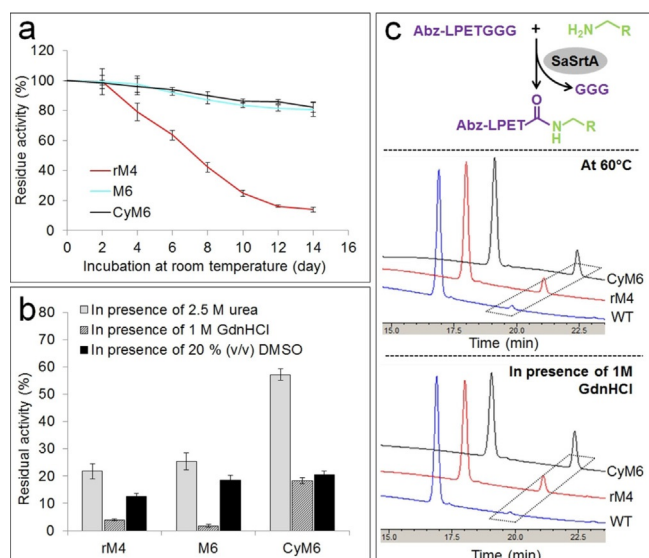 a
Residue activity (%)
120
100
80
60
40
20
0
rM4
M6
CyM6
0 2 4 6 8 10 12 14 16
Incubation at room temperature (day)
b
Residual activity (%)
80
70
60
50
40
30
20
10
0
In presence of 2.5 M urea
In presence of 1 M GdnHCl
In presence of 20 % (v/v) DMSO
rM4 M6 CyM6
c
Abz-LPETGGG + H₂N R
SaSrtA
GGG
O
Abz-LPET N R
H
At 60°C
CyM6
rM4
WT
15.0 17.5 20.0 22.5
Time (min)
In presence of 1M
GdnHCl
CyM6
rM4
WT
15.0 17.5 20.0 22.5
Time (min)